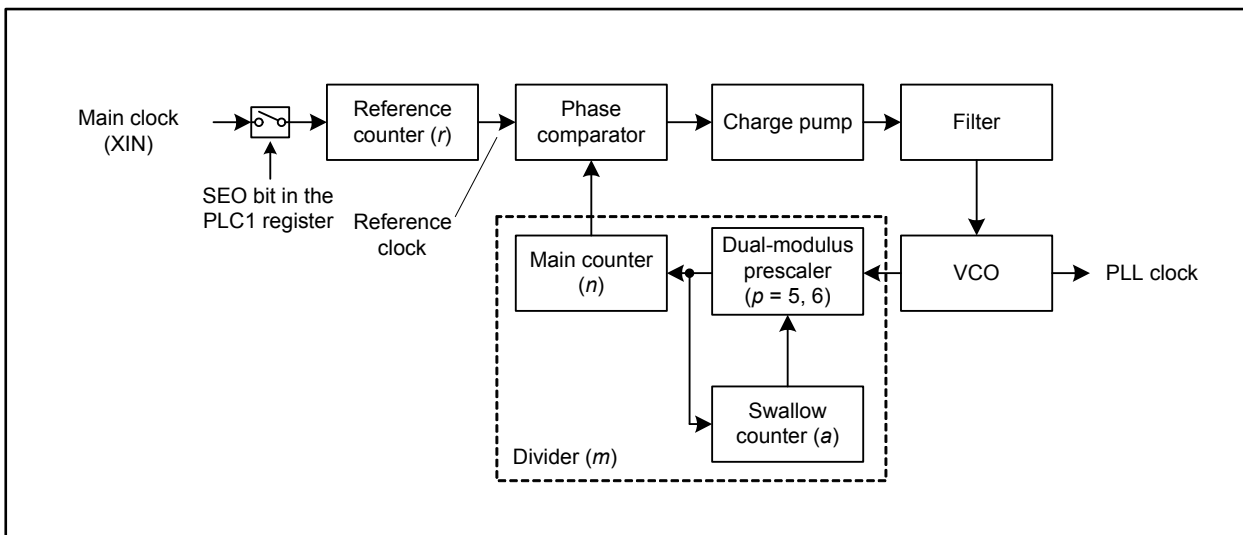 Main clock
(XIN)
SEO bit in the
PLC1 register
Reference
counter (r)
Reference
clock
Phase
comparator
Charge pump
Filter
Main counter
(n)
Dual-modulus
prescaler
(p = 5, 6)
VCO
PLL clock
Swallow
counter (a)
Divider (m)